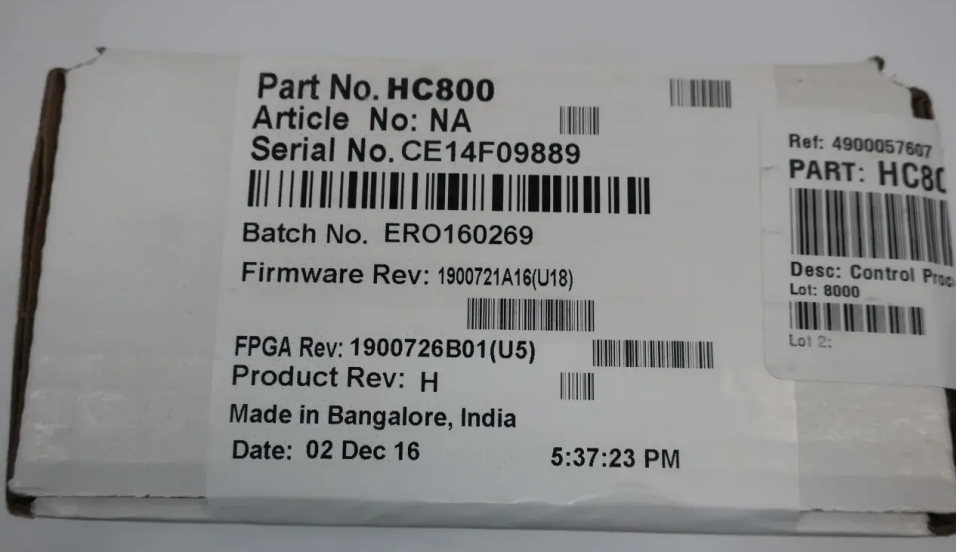 Part No. HC800
Article No: NA
Serial No. CE14F09889
Batch No. ERO160269
Firmware Rev: 1900721A16(U18)
FPGA Rev: 1900726B01(U5)
Product Rev: H
Made in Bangalore, India
Date: 02 Dec 16 5:37:23 PM
Ref: 4900057607
PART: HC80
Desc: Control Proc
Lot: 8000
Lot 2: